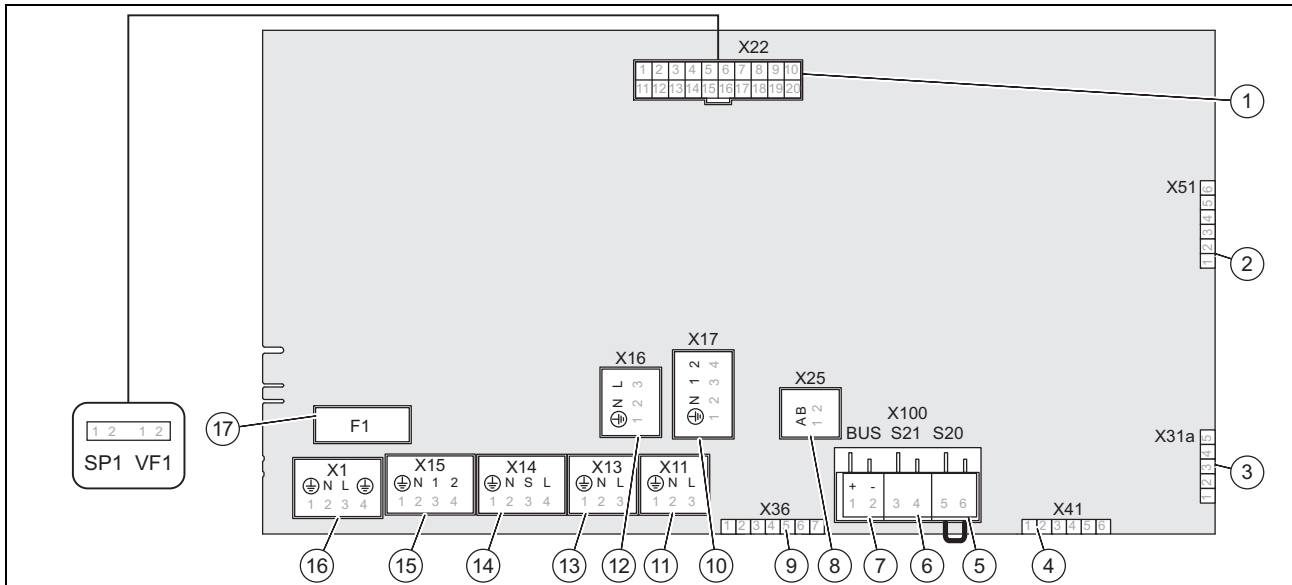 X22
1 2 3 4 5 6 7 8 9 10
11 12 13 14 15 16 17 18 19 20
1
X51
6
5
4
3
2
1
2
X16
L 3
N 2
⏚ 1
X17
2 4
1 3
N 2
⏚ 1
X25
AB
1 2
X100
BUS S21 S20
+ -
1 2 3 4 5 6
X31a
5
4
3
2
1
3
1 2 1 2
SP1 VF1
17
F1
X1
⏚ N L ⏚
1 2 3 4
X15
⏚ N 1 2
1 2 3 4
X14
⏚ N S L
1 2 3 4
X13
⏚ N L
1 2 3
X11
⏚ N L
1 2 3
X36
1 2 3 4 5 6 7
X41
1 2 3 4 5 6
16 15 14 13 12 11 10 9 8 7 6 5 4